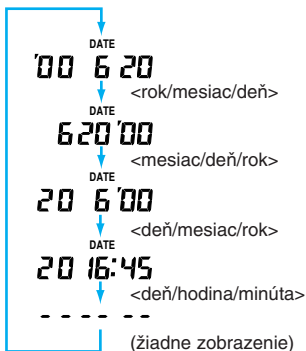 DATE
'00 6 20
<rok/mesiac/deň>
DATE
6 20 '00
<mesiac/deň/rok>
DATE
20 6 '00
<deň/mesiac/rok>
DATE
20 16:45
<deň/hodina/minúta>
- - - - - -
(žiadne zobrazenie)